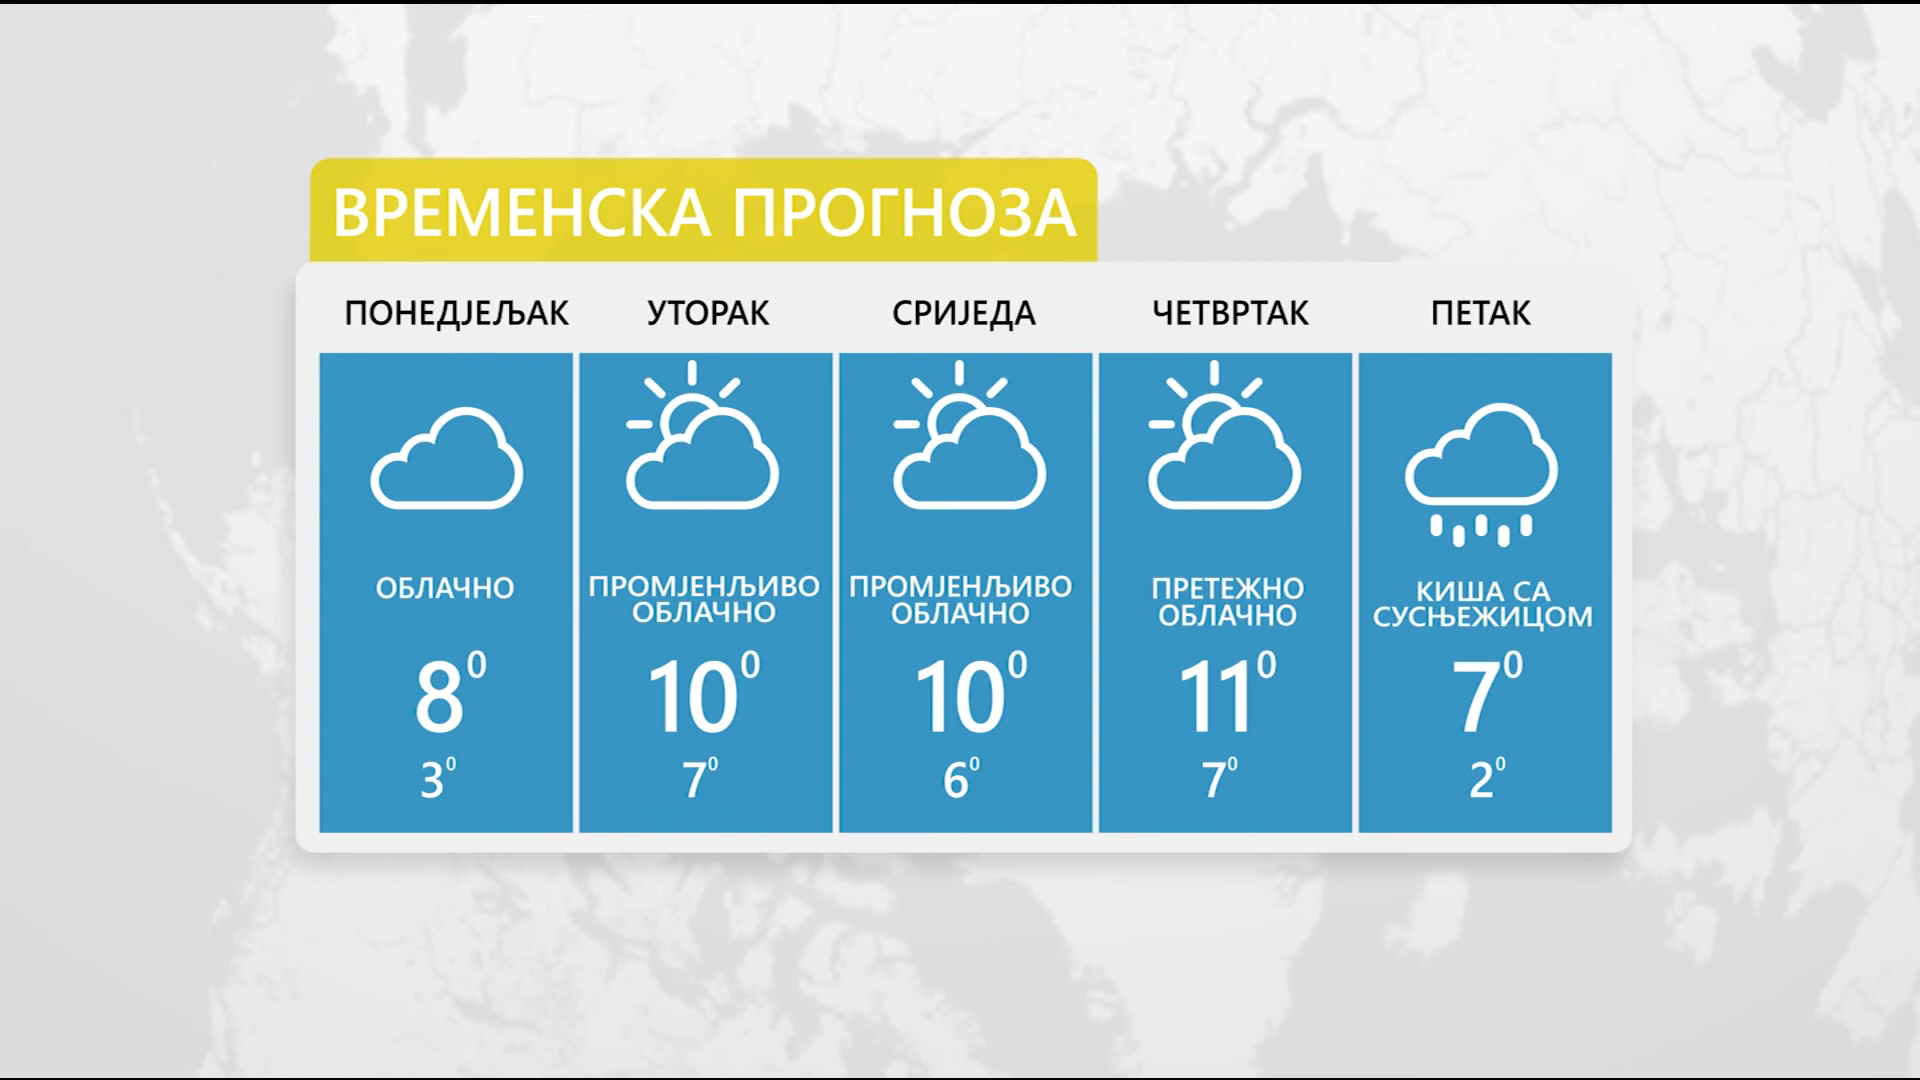 ВРЕМЕНСКА ПРОГНОЗА
ПОНЕДЈЕЉАК УТОРАК СРИЈЕДА ЧЕТВРТАК ПЕТАК
ОБЛАЧНО
8⁰
3⁰
ПРОМЈЕНЉИВО
ОБЛАЧНО
10⁰
7⁰
ПРОМЈЕНЉИВО
ОБЛАЧНО
10⁰
6⁰
ПРЕТЕЖНО
ОБЛАЧНО
11⁰
7⁰
КИША СА
СУСЊЕЖИЦОМ
7⁰
2⁰